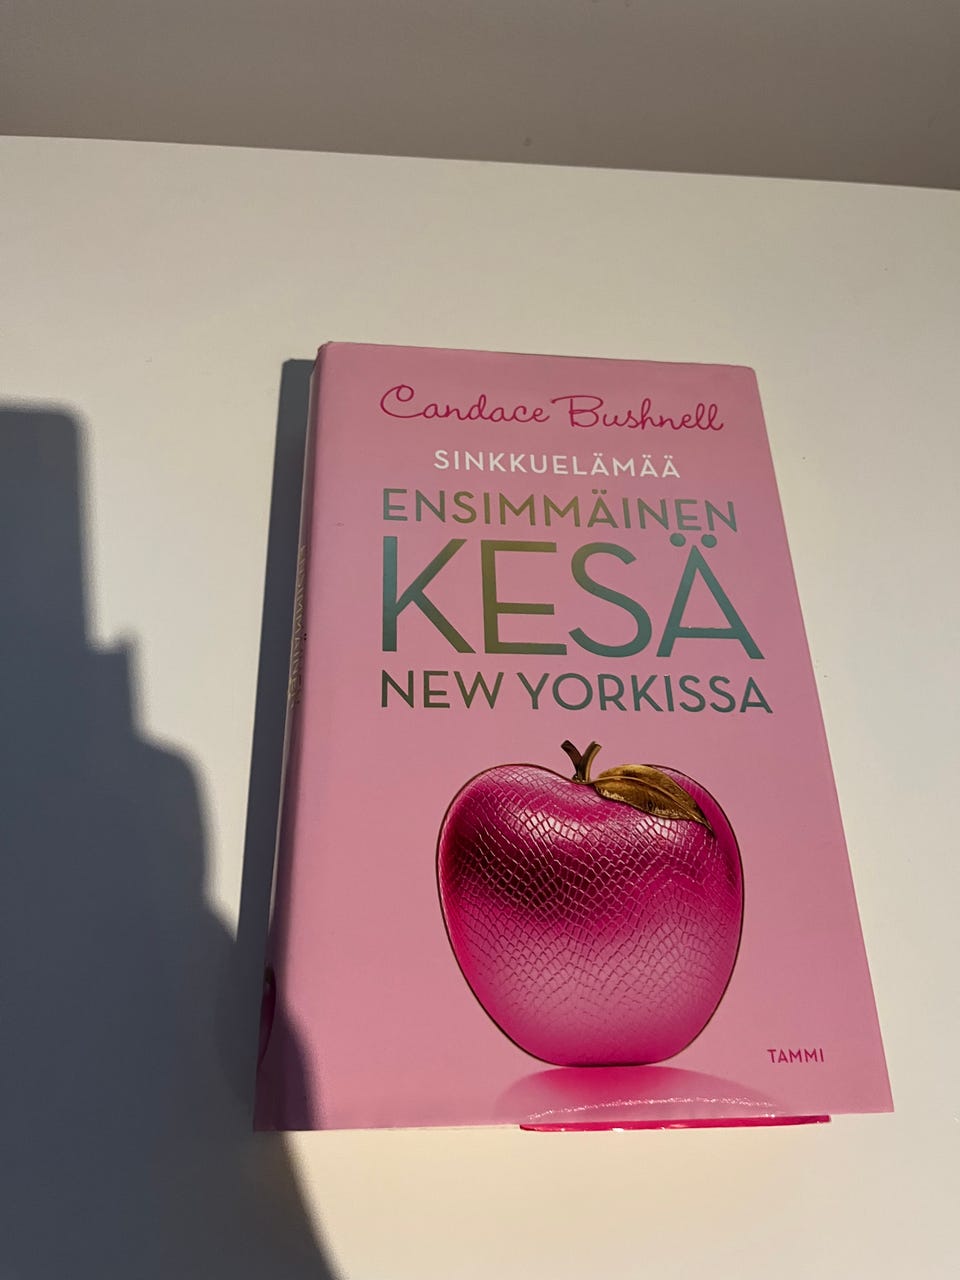 Candace Bushnell
SINKKUELÄMÄÄ
ENSIMMÄINEN
KESÄ
NEW YORKISSA
TAMMI